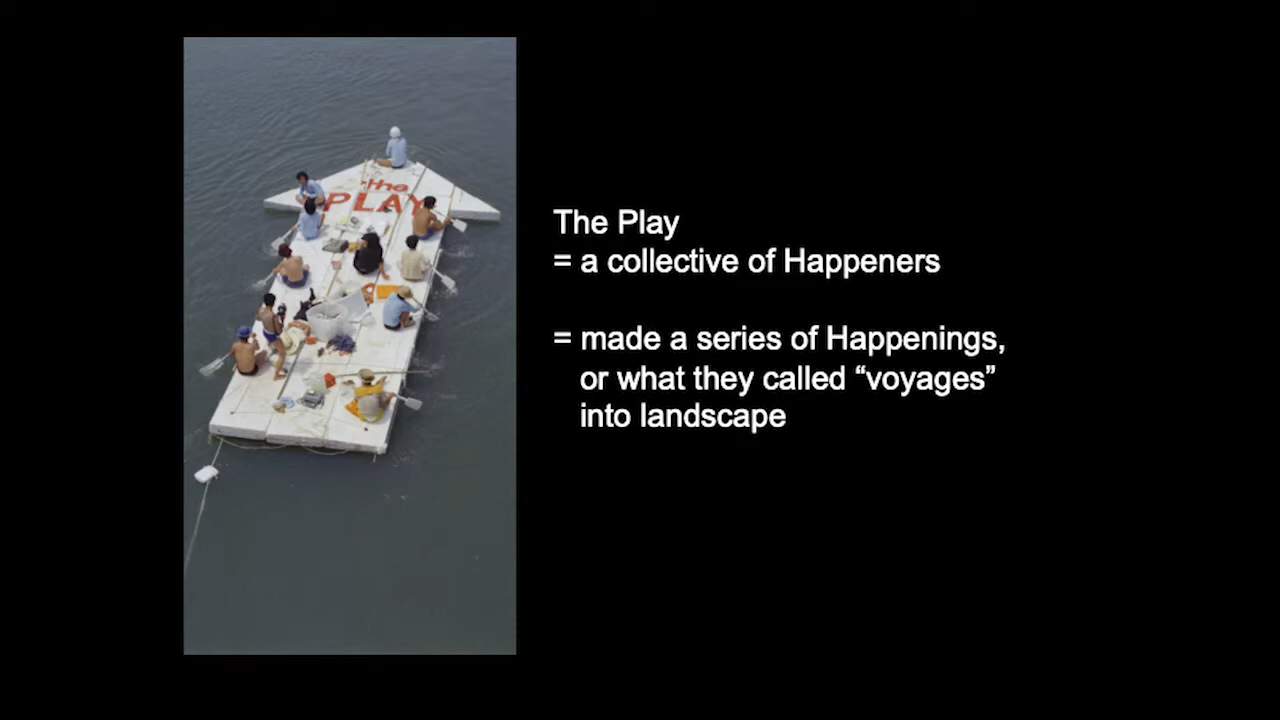 the
PLAY
The Play
= a collective of Happeners
= made a series of Happenings,
or what they called “voyages”
into landscape